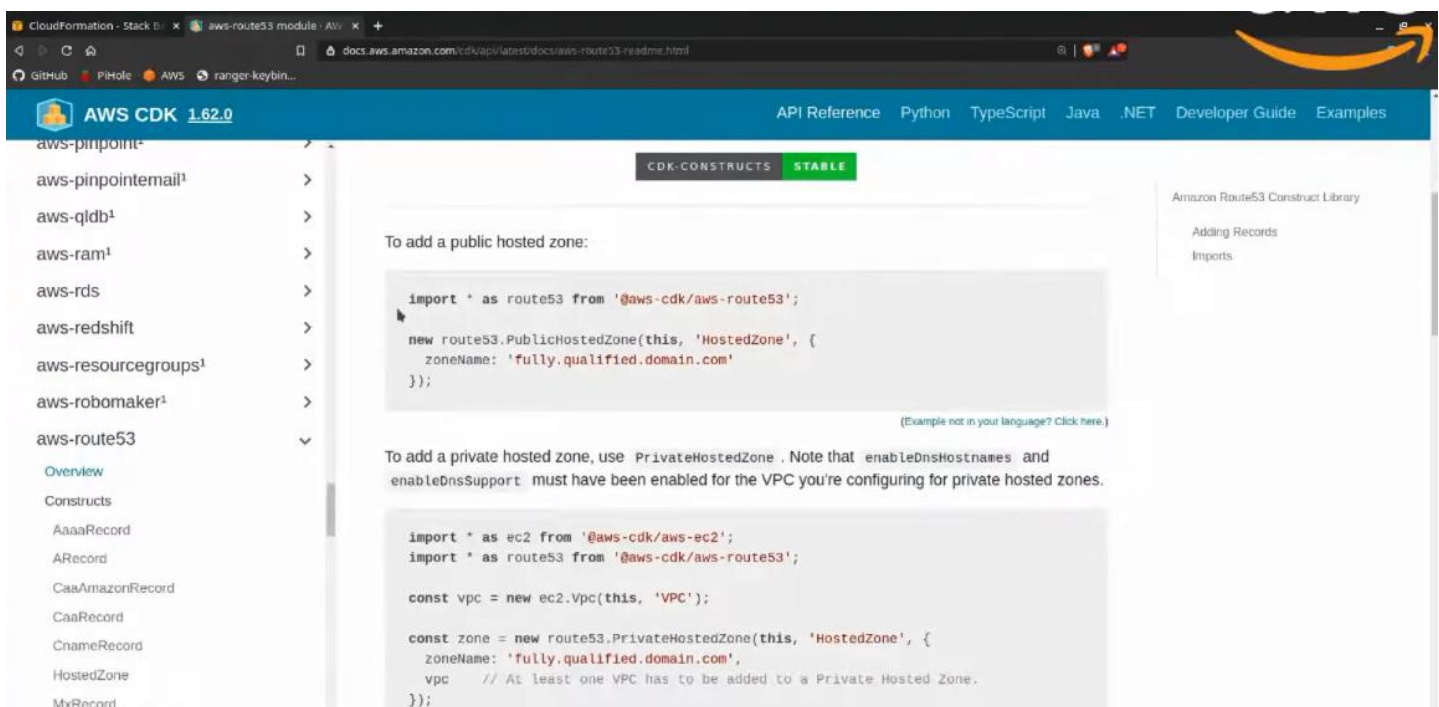 CloudFormation - Stack
aws-route53 module · AW
docs.aws.amazon.com/cdk/api/latest/docs/aws-route53-readme.html
GitHub PiHole AWS ranger-keybin...
AWS CDK 1.62.0
API Reference Python TypeScript Java .NET Developer Guide Examples
aws-pinpoint¹
aws-pinpointemail¹
aws-qldb¹
aws-ram¹
aws-rds
aws-redshift
aws-resourcegroups¹
aws-robomaker¹
aws-route53
Overview
Constructs
AaaaRecord
ARecord
CaaAmazonRecord
CaaRecord
CnameRecord
HostedZone
MxRecord
CDK-CONSTRUCTS STABLE
To add a public hosted zone:
import * as route53 from '@aws-cdk/aws-route53';
new route53.PublicHostedZone(this, 'HostedZone', {
zoneName: 'fully.qualified.domain.com'
});
(Example not in your language? Click here.)
To add a private hosted zone, use PrivateHostedZone . Note that enableDnsHostnames and
enableDnsSupport must have been enabled for the VPC you're configuring for private hosted zones.
import * as ec2 from '@aws-cdk/aws-ec2';
import * as route53 from '@aws-cdk/aws-route53';
const vpc = new ec2.Vpc(this, 'VPC');
const zone = new route53.PrivateHostedZone(this, 'HostedZone', {
zoneName: 'fully.qualified.domain.com',
vpc // At least one VPC has to be added to a Private Hosted Zone.
});
Amazon Route53 Construct Library
Adding Records
Imports